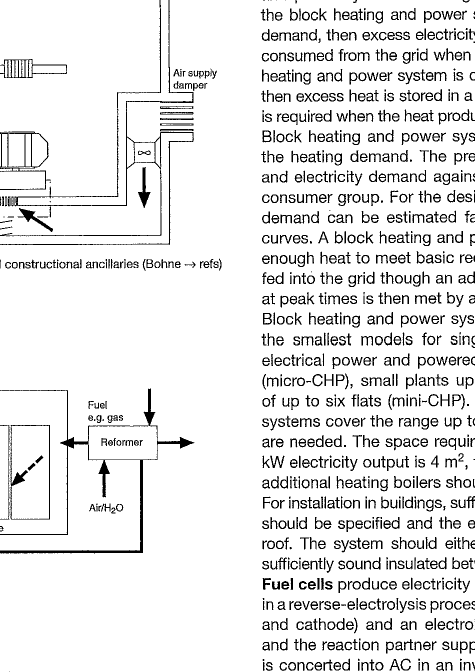 the block heating and power s
demand, then excess electricity
consumed from the grid when
heating and power system is o
then excess heat is stored in a
is required when the heat produ
Block heating and power sys
the heating demand. The pre
and electricity demand agains
consumer group. For the desi
demand can be estimated fa
curves. A block heating and p
enough heat to meet basic re
fed into the grid though an ad
at peak times is then met by a
Block heating and power sys
the smallest models for sing
electrical power and powered
(micro-CHP), small plants up
of up to six flats (mini-CHP).
systems cover the range up to
are needed. The space requir
kW electricity output is 4 m², 
additional heating boilers shou
For installation in buildings, suff
should be specified and the e
roof. The system should eithe
sufficiently sound insulated bet
Fuel cells produce electricity
in a reverse-electrolysis proces
and cathode) and an electro
and the reaction partner supp
is concerted into AC in an inv
Air supply
damper
l constructional ancillaries (Bohne → refs)
Fuel
e.g. gas
Reformer
Air/H₂O
e